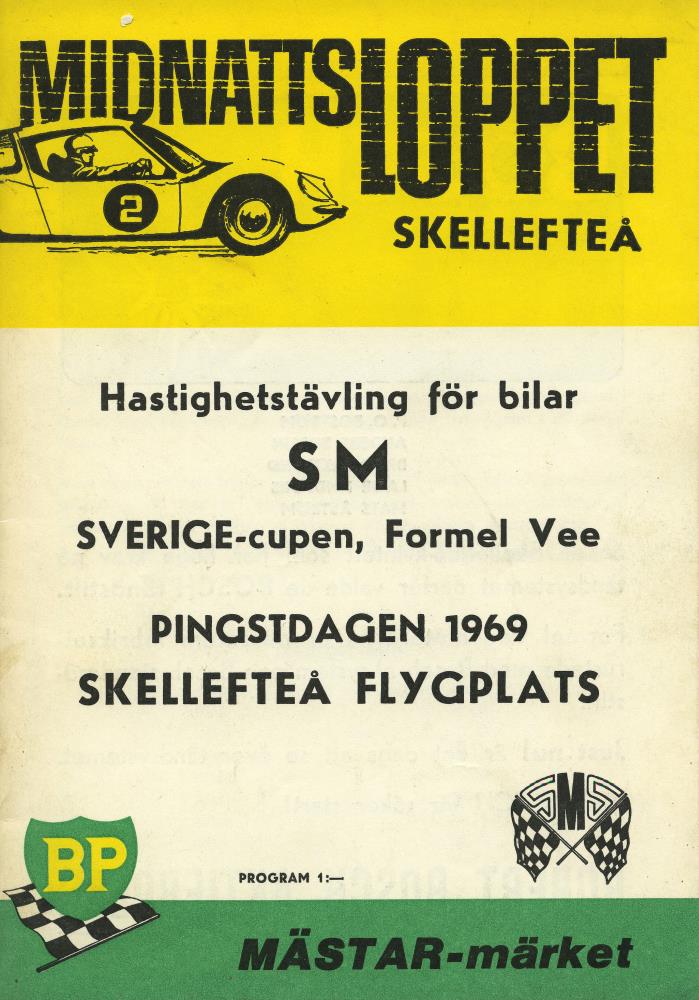 MIDNATTSLOPPET
2
SKELLEFTEÅ
Hastighetstävling för bilar
SM
SVERIGE-cupen, Formel Vee
PINGSTDAGEN 1969
SKELLEFTEÅ FLYGPLATS
SMS
BP
PROGRAM 1:—
MÄSTAR-märket